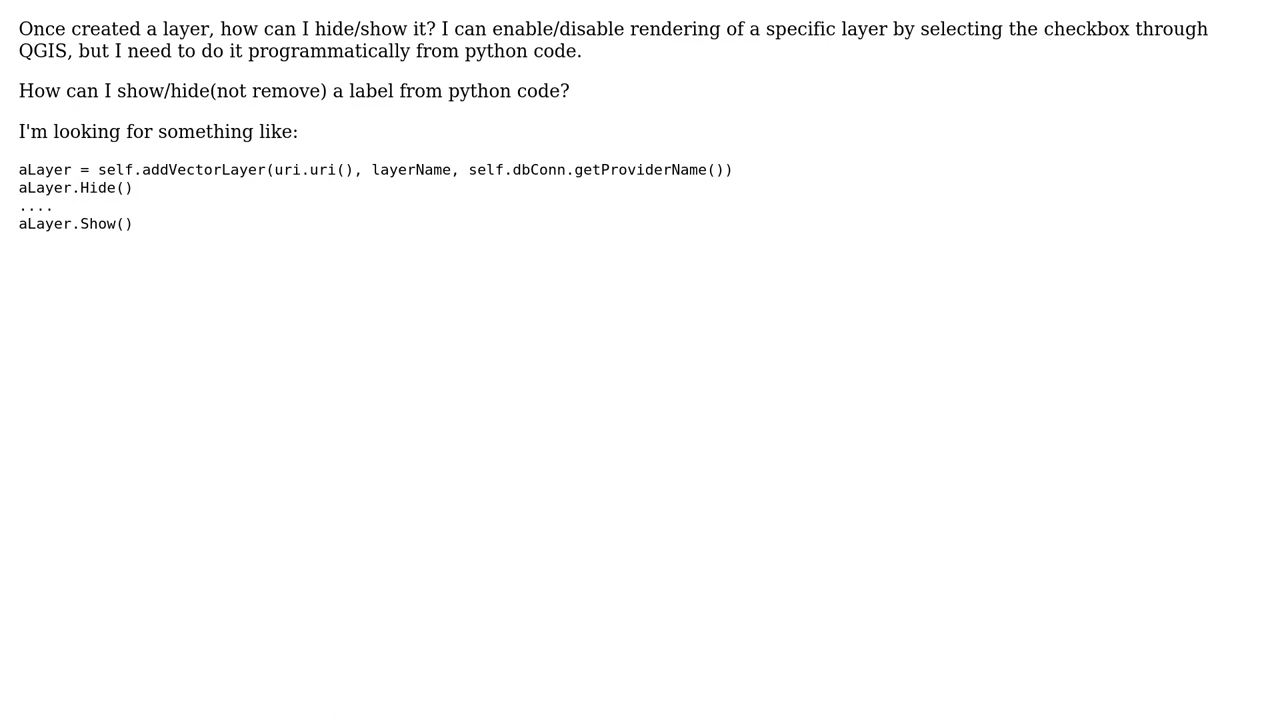 Once created a layer, how can I hide/show it? I can enable/disable rendering of a specific layer by selecting the checkbox through
QGIS, but I need to do it programmatically from python code.
How can I show/hide(not remove) a label from python code?
I'm looking for something like:
aLayer = self.addVectorLayer(uri.uri(), layerName, self.dbConn.getProviderName())
aLayer.Hide()
....
aLayer.Show()